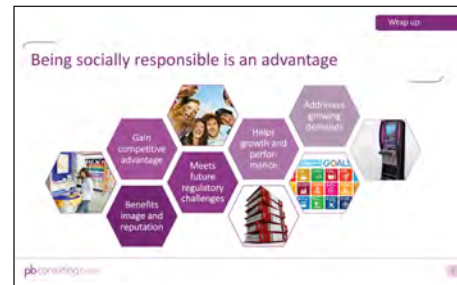 Wrap up
Being socially responsible is an advantage
Addresses
growing
demands
Gain
competitive
advantage
Helps
growth and
perfor-
mance
Meets
future
regulatory
challenges
GOALS
Benefits
image and
reputation
pbconsulting